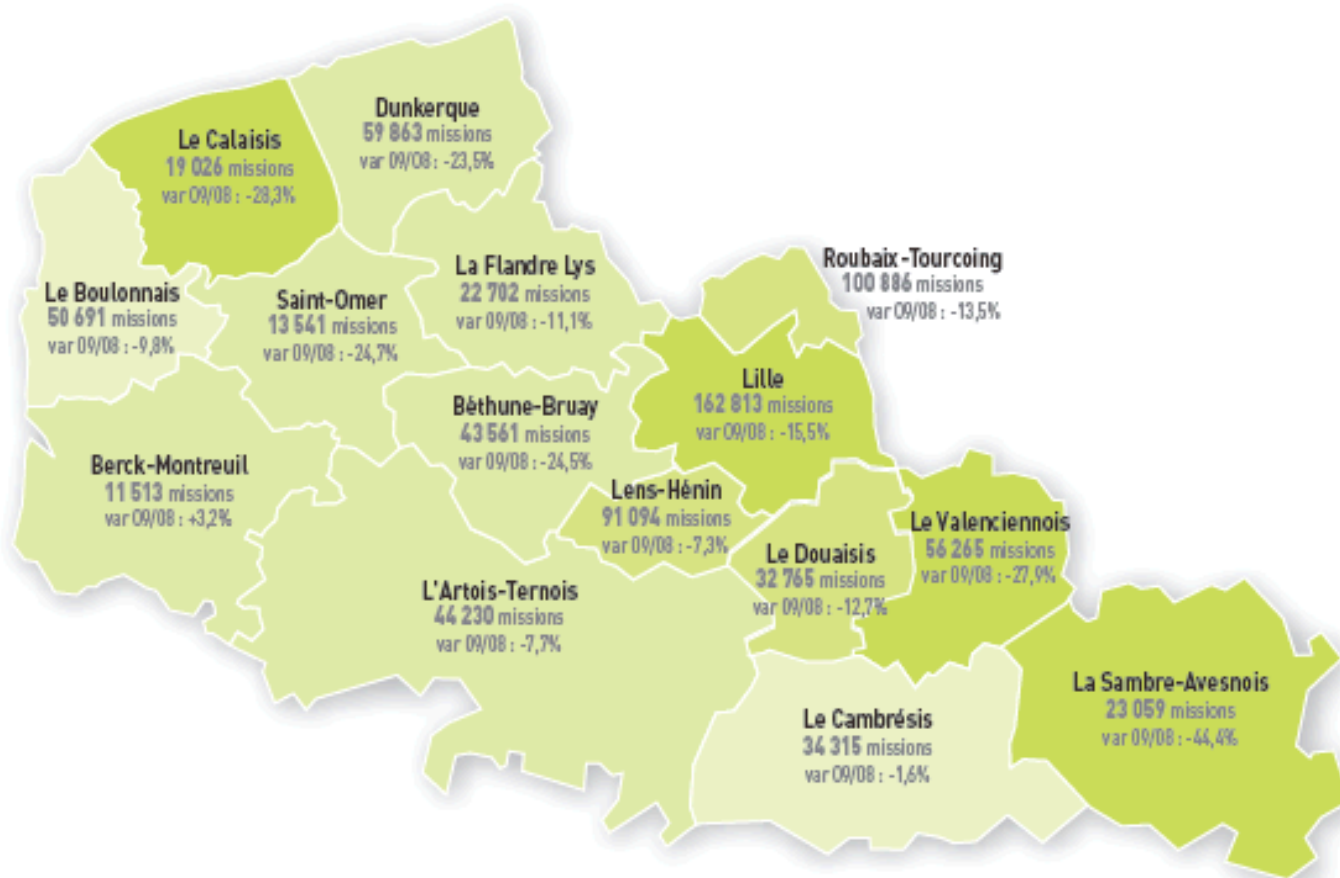 Dunkerque
59 863 missions
var 09/08 : -23,5%
Le Calaisis
19 026 missions
var 09/08 : -28,3%
Roubaix-Tourcoing
100 886 missions
var 09/08 : -13,5%
La Flandre Lys
22 702 missions
var 09/08 : -11,1%
Le Boulonnais
50 691 missions
var 09/08 : -9,8%
Saint-Omer
13 541 missions
var 09/08 : -24,7%
Lille
162 813 missions
var 09/08 : -15,5%
Béthune-Bruay
43 561 missions
var 09/08 : -24,5%
Berck-Montreuil
11 513 missions
var 09/08 : +3,2%
Lens-Hénin
91 094 missions
var 09/08 : -7,3%
Le Valenciennois
56 265 missions
var 09/08 : -27,9%
Le Douaisis
32 765 missions
var 09/08 : -12,7%
L'Artois-Ternois
44 230 missions
var 09/08 : -7,7%
La Sambre-Avesnois
23 059 missions
var 09/08 : -44,4%
Le Cambrésis
34 315 missions
var 09/08 : -1,6%